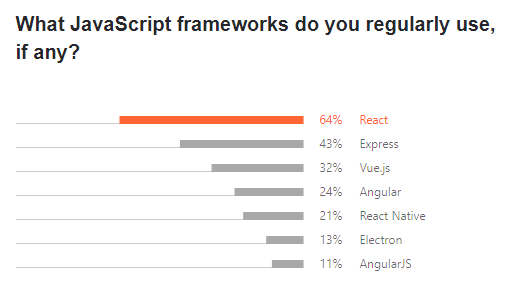 What JavaScript frameworks do you regularly use,
if any?
64% React
43% Express
32% Vue.js
24% Angular
21% React Native
13% Electron
11% AngularJS